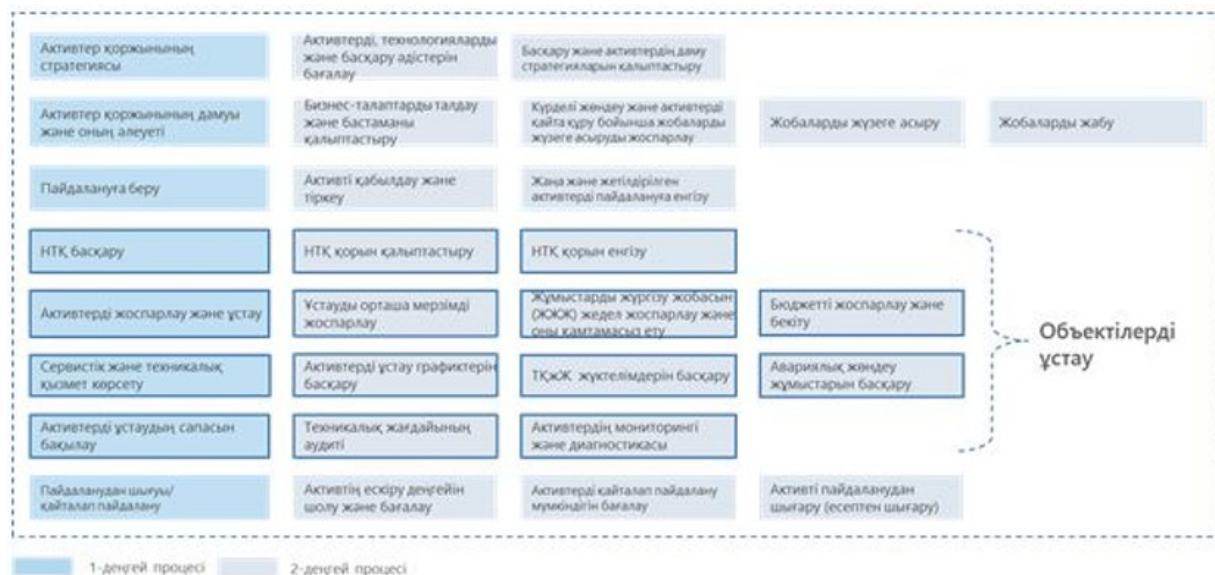 Активтер қоржынының
стратегиясы
Активтерді, технологияларды
және басқару әдістерін
бағалау
Басқару және активтердің даму
стратегияларын қалыптастыру
Активтер қоржынының дамуы
және оның әлеуеті
Бизнес-талаптарды талдау
және бастаманы
қалыптастыру
Күрделі жөндеу және активтерді
қайта құру бойынша жобаларды
жүзеге асыруды жоспарлау
Жобаларды жүзеге асыру
Жобаларды жабу
Пайдалануға беру
Активті қабылдау және
тіркеу
Жаңа және жетілдірілген
активтерді пайдалануға енгізу
НТҚ басқару
НТҚ қорын қалыптастыру
НТҚ қорын енгізу
Активтерді жоспарлау және ұстау
Ұстауды орташа мерзімді
жоспарлау
Жұмыстарды жүргізу жобасын
(ЖЖЖ) жедел жоспарлау және
оны қамтамасыз ету
Бюджетті жоспарлау және
бекіту
Объектілерді
ұстау
Сервистік және техникалық
қызмет көрсету
Активтерді ұстау графиктерін
басқару
ТҚжЖ жүктелімдерін басқару
Авариялық жөндеу
жұмыстарын басқару
Активтерді ұстаудың сапасын
бақылау
Техникалық жағдайының
аудиті
Активтердің мониторингі
және диагностикасы
Пайдаланудан шығуы/
қайталап пайдалану
Активтің ескіру деңгейін
шолу және бағалау
Активтерді қайталап пайдалану
мүмкіндігін бағалау
Активті пайдаланудан
шығару (есептен шығару)
1-деңгей процесі
2-деңгей процесі